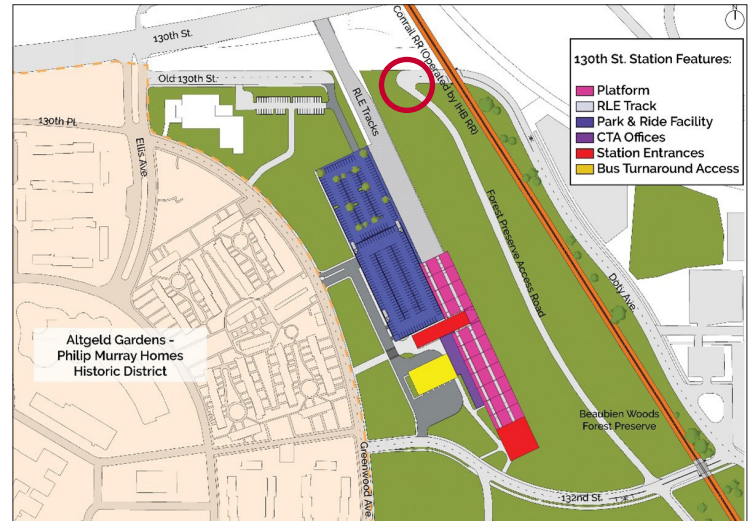 130th St.
Conrail RR (Operated by IHB RR)
N
130th St. Station Features:
Platform
RLE Track
Park & Ride Facility
CTA Offices
Station Entrances
Bus Turnaround Access
Old 130th St.
RLE Tracks
130th Pl.
Ellis Ave.
Forest Preserve Access Road
Doty Ave.
Altgeld Gardens -
Philip Murray Homes
Historic District
Beaubien Woods
Forest Preserve
Greenwood Ave.
132nd St.